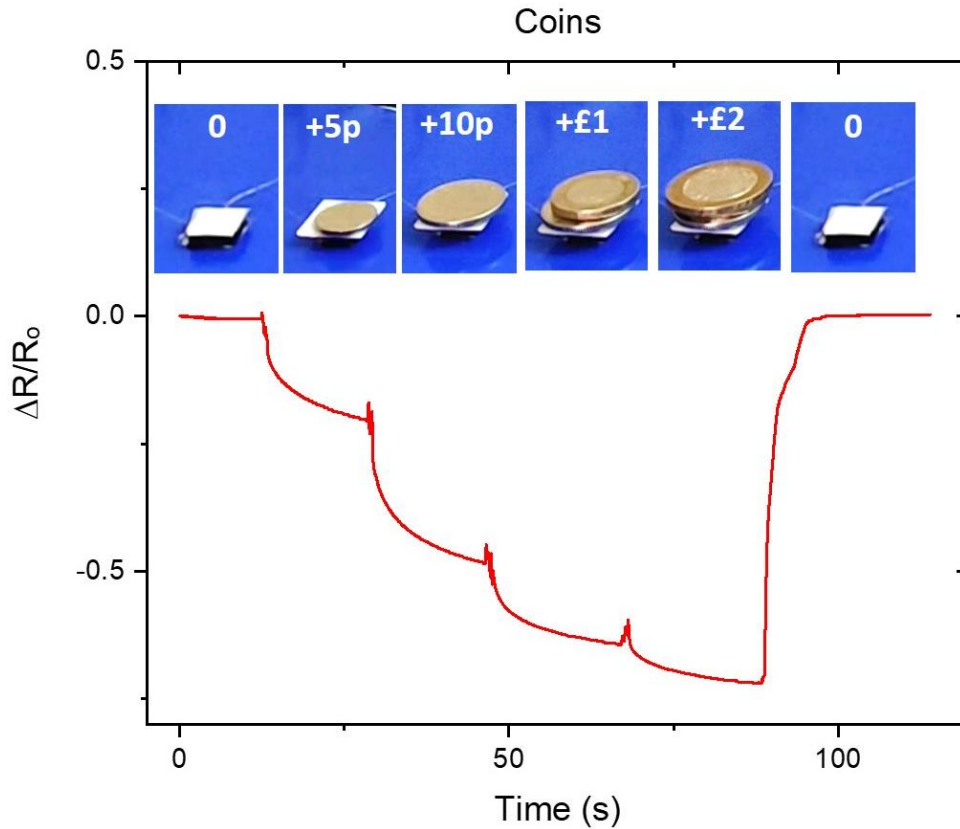 Coins
0.5
0 +5p +10p +£1 +£2 0
0.0
ΔR/R₀
-0.5
0 50 100
Time (s)